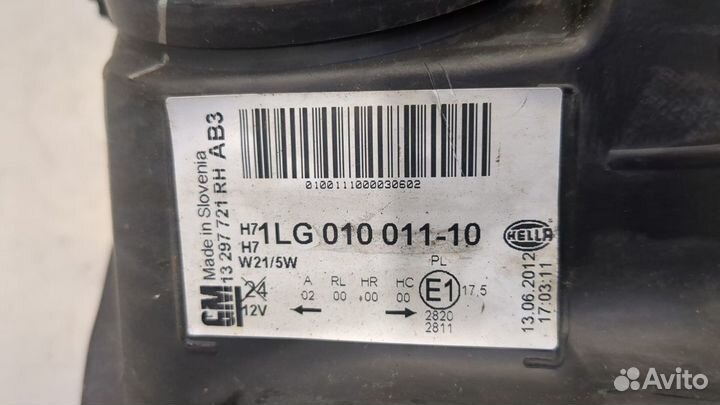 0100111000030602
Made in Slovenia
13 297 721 RH AB3
GM
H7
H7
1LG 010 011-10
HELLA
W21/5W
PL
24
12V
A RL HR HC
02 00 00 00
E1 17,5
2820
2811
13.06.2012
17:03:11
Avito